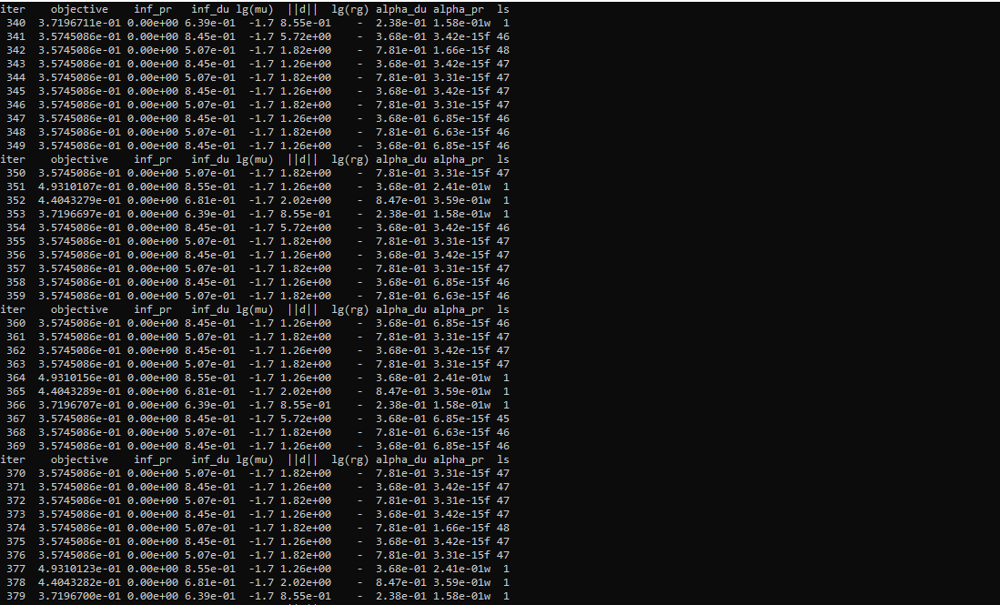 iter    objective    inf_pr   inf_du lg(mu)  ||d||  lg(rg) alpha_du alpha_pr  ls
 340  3.7196711e-01 0.00e+00 6.39e-01  -1.7 8.55e-01    -  2.38e-01 1.58e-01w  1
 341  3.5745086e-01 0.00e+00 8.45e-01  -1.7 5.72e+00    -  3.68e-01 3.42e-15f 46
 342  3.5745086e-01 0.00e+00 5.07e-01  -1.7 1.82e+00    -  7.81e-01 1.66e-15f 48
 343  3.5745086e-01 0.00e+00 8.45e-01  -1.7 1.26e+00    -  3.68e-01 3.42e-15f 47
 344  3.5745086e-01 0.00e+00 5.07e-01  -1.7 1.82e+00    -  7.81e-01 3.31e-15f 47
 345  3.5745086e-01 0.00e+00 8.45e-01  -1.7 1.26e+00    -  3.68e-01 3.42e-15f 47
 346  3.5745086e-01 0.00e+00 5.07e-01  -1.7 1.82e+00    -  7.81e-01 3.31e-15f 47
 347  3.5745086e-01 0.00e+00 8.45e-01  -1.7 1.26e+00    -  3.68e-01 6.85e-15f 46
 348  3.5745086e-01 0.00e+00 5.07e-01  -1.7 1.82e+00    -  7.81e-01 6.63e-15f 46
 349  3.5745086e-01 0.00e+00 8.45e-01  -1.7 1.26e+00    -  3.68e-01 6.85e-15f 46
iter    objective    inf_pr   inf_du lg(mu)  ||d||  lg(rg) alpha_du alpha_pr  ls
 350  3.5745086e-01 0.00e+00 5.07e-01  -1.7 1.82e+00    -  7.81e-01 3.31e-15f 47
 351  4.9310107e-01 0.00e+00 8.55e-01  -1.7 1.26e+00    -  3.68e-01 2.41e-01w  1
 352  4.4043279e-01 0.00e+00 6.81e-01  -1.7 2.02e+00    -  8.47e-01 3.59e-01w  1
 353  3.7196697e-01 0.00e+00 6.39e-01  -1.7 8.55e-01    -  2.38e-01 1.58e-01w  1
 354  3.5745086e-01 0.00e+00 8.45e-01  -1.7 5.72e+00    -  3.68e-01 3.42e-15f 46
 355  3.5745086e-01 0.00e+00 5.07e-01  -1.7 1.82e+00    -  7.81e-01 3.31e-15f 47
 356  3.5745086e-01 0.00e+00 8.45e-01  -1.7 1.26e+00    -  3.68e-01 3.42e-15f 47
 357  3.5745086e-01 0.00e+00 5.07e-01  -1.7 1.82e+00    -  7.81e-01 3.31e-15f 47
 358  3.5745086e-01 0.00e+00 8.45e-01  -1.7 1.26e+00    -  3.68e-01 6.85e-15f 46
 359  3.5745086e-01 0.00e+00 5.07e-01  -1.7 1.82e+00    -  7.81e-01 6.63e-15f 46
iter    objective    inf_pr   inf_du lg(mu)  ||d||  lg(rg) alpha_du alpha_pr  ls
 360  3.5745086e-01 0.00e+00 8.45e-01  -1.7 1.26e+00    -  3.68e-01 6.85e-15f 46
 361  3.5745086e-01 0.00e+00 5.07e-01  -1.7 1.82e+00    -  7.81e-01 3.31e-15f 47
 362  3.5745086e-01 0.00e+00 8.45e-01  -1.7 1.26e+00    -  3.68e-01 3.42e-15f 47
 363  3.5745086e-01 0.00e+00 5.07e-01  -1.7 1.82e+00    -  7.81e-01 3.31e-15f 47
 364  4.9310156e-01 0.00e+00 8.55e-01  -1.7 1.26e+00    -  3.68e-01 2.41e-01w  1
 365  4.4043289e-01 0.00e+00 6.81e-01  -1.7 2.02e+00    -  8.47e-01 3.59e-01w  1
 366  3.7196707e-01 0.00e+00 6.39e-01  -1.7 8.55e-01    -  2.38e-01 1.58e-01w  1
 367  3.5745086e-01 0.00e+00 8.45e-01  -1.7 5.72e+00    -  3.68e-01 6.85e-15f 45
 368  3.5745086e-01 0.00e+00 5.07e-01  -1.7 1.82e+00    -  7.81e-01 6.63e-15f 46
 369  3.5745086e-01 0.00e+00 8.45e-01  -1.7 1.26e+00    -  3.68e-01 6.85e-15f 46
iter    objective    inf_pr   inf_du lg(mu)  ||d||  lg(rg) alpha_du alpha_pr  ls
 370  3.5745086e-01 0.00e+00 5.07e-01  -1.7 1.82e+00    -  7.81e-01 3.31e-15f 47
 371  3.5745086e-01 0.00e+00 8.45e-01  -1.7 1.26e+00    -  3.68e-01 3.42e-15f 47
 372  3.5745086e-01 0.00e+00 5.07e-01  -1.7 1.82e+00    -  7.81e-01 3.31e-15f 47
 373  3.5745086e-01 0.00e+00 8.45e-01  -1.7 1.26e+00    -  3.68e-01 3.42e-15f 47
 374  3.5745086e-01 0.00e+00 5.07e-01  -1.7 1.82e+00    -  7.81e-01 1.66e-15f 48
 375  3.5745086e-01 0.00e+00 8.45e-01  -1.7 1.26e+00    -  3.68e-01 3.42e-15f 47
 376  3.5745086e-01 0.00e+00 5.07e-01  -1.7 1.82e+00    -  7.81e-01 3.31e-15f 47
 377  4.9310123e-01 0.00e+00 8.55e-01  -1.7 1.26e+00    -  3.68e-01 2.41e-01w  1
 378  4.4043282e-01 0.00e+00 6.81e-01  -1.7 2.02e+00    -  8.47e-01 3.59e-01w  1
 379  3.7196700e-01 0.00e+00 6.39e-01  -1.7 8.55e-01    -  2.38e-01 1.58e-01w  1